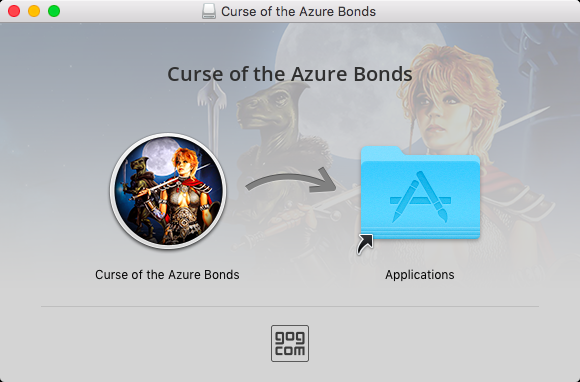 Curse of the Azure Bonds
Curse of the Azure Bonds
Curse of the Azure Bonds
Applications
gog
com